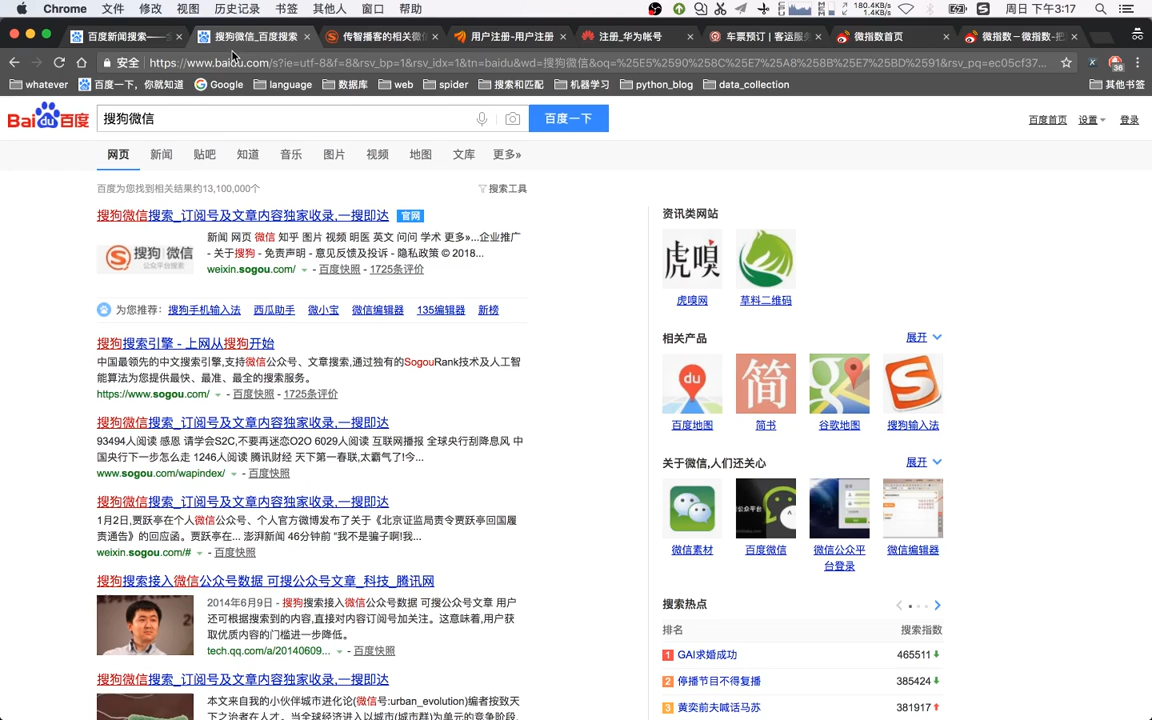 Chrome 文件 修改 视图 历史记录 书签 其他人 窗口 帮助 180.4KB/s 1.4KB/s 周日 下午3:17
百度新闻搜索—— 搜狗微信_百度搜索 传智播客的相关微 用户注册-用户注册 注册_华为帐号 车票预订 | 客运服 微指数首页 微指数－微指数-把
安全 https://www.baidu.com/s?ie=utf-8&f=8&rsv_bp=1&rsv_idx=1&tn=baidu&wd=搜狗微信&oq=%25E5%2590%258C%25E7%25A8%258B%25E7%25BD%2591&rsv_pq=ec05cf37... 36
whatever 百度一下，你就知道 Google language 数据库 web spider 搜索和匹配 机器学习 python_blog data_collection 其他书签
Bai du 百度 搜狗微信 百度一下 百度首页 设置 登录
网页 新闻 贴吧 知道 音乐 图片 视频 地图 文库 更多»
百度为您找到相关结果约13,100,000个 搜索工具
搜狗微信搜索_订阅号及文章内容独家收录,一搜即达 官网
搜狗 微信
公众平台搜索
新闻 网页 微信 知乎 图片 视频 明医 英文 问问 学术 更多»...企业推广
- 关于搜狗 - 免责声明 - 意见反馈及投诉 - 隐私政策 © 2018...
weixin.sogou.com/ - 百度快照 - 1725条评价
为您推荐: 搜狗手机输入法 西瓜助手 微小宝 微信编辑器 135编辑器 新榜
搜狗搜索引擎 - 上网从搜狗开始
中国最领先的中文搜索引擎,支持微信公众号、文章搜索,通过独有的SogouRank技术及人工智
能算法为您提供最快、最准、最全的搜索服务。
https://www.sogou.com/ - 百度快照 - 1725条评价
搜狗微信搜索_订阅号及文章内容独家收录,一搜即达
93494人阅读 感恩 请学会S2C,不要再迷恋O2O 6029人阅读 互联网播报 全球央行刮降息风 中
国央行下一步怎么走 1246人阅读 腾讯财经 天下第一春联,太霸气了!今...
www.sogou.com/wapindex/ - 百度快照
搜狗微信搜索_订阅号及文章内容独家收录,一搜即达
1月2日,贾跃亭在个人微信公众号、个人官方微博发布了关于《北京证监局责令贾跃亭回国履
责通告》的回应函。贾跃亭在... 澎湃新闻 46分钟前 "我不是骗子啊!我...
weixin.sogou.com/# - 百度快照
搜狗搜索接入微信公众号数据 可搜公众号文章_科技_腾讯网
2014年6月9日 - 搜狗搜索接入微信公众号数据 可搜公众号文章 用户
还可根据搜索到的内容,直接对内容订阅号加关注。这意味着,用户获
取优质内容的门槛进一步降低。
tech.qq.com/a/20140609... - 百度快照
搜狗微信搜索_订阅号及文章内容独家收录,一搜即达
本文来自我的小伙伴城市进化论(微信号:urban_evolution)编者按致天
资讯类网站
虎嗅
虎嗅网 草料二维码
相关产品 展开
du 简 S
百度地图 简书 谷歌地图 搜狗输入法
关于微信,人们还关心 展开
公众平台
微信素材 百度微信 微信公众平 微信编辑器
台登录
搜索热点
排名 搜索指数
1 GAI求婚成功 465511
2 停播节目不得复播 385424
3 黄奕前夫喊话马苏 381917